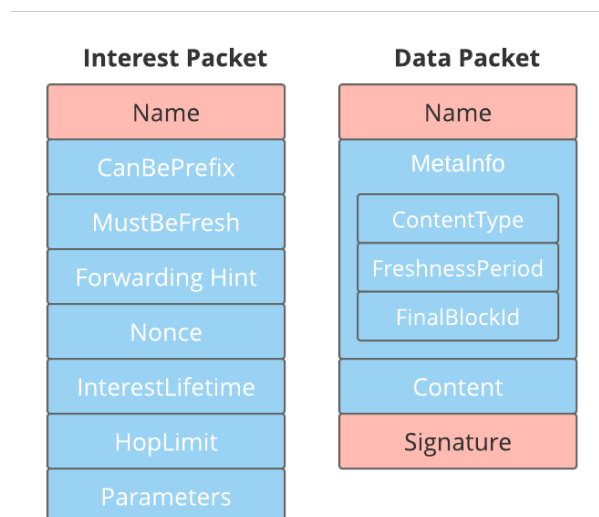 Interest Packet
Name
CanBePrefix
MustBeFresh
Forwarding Hint
Nonce
InterestLifetime
HopLimit
Parameters
Data Packet
Name
MetaInfo
ContentType
FreshnessPeriod
FinalBlockId
Content
Signature